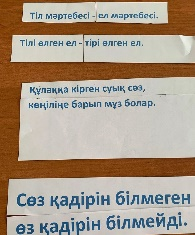 Тіл мәртебесі - ел мәртебесі.
Тілі өлген ел - тірі өлген ел.
Құлаққа кірген суық сөз,
көңіліне барып мұз болар.
Сөз қадірін білмеген
өз қадірін білмейді.